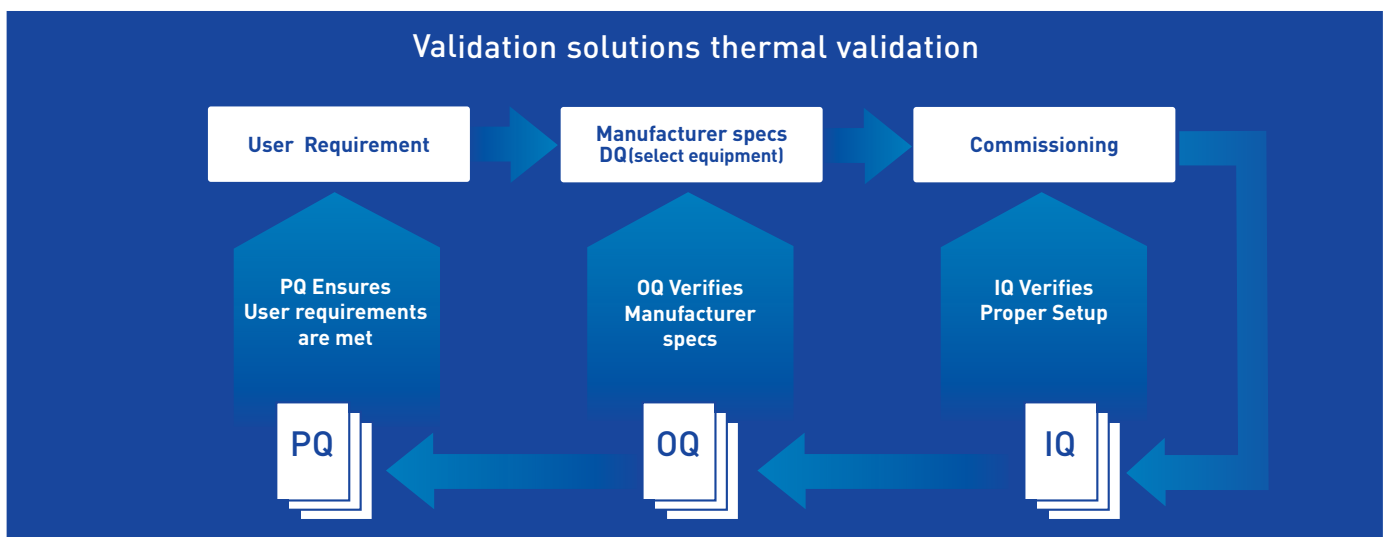 Validation solutions thermal validation
User Requirement
Manufacturer specs
DQ(select equipment)
Commissioning
PQ Ensures
User requirements
are met
OQ Verifies
Manufacturer
specs
IQ Verifies
Proper Setup
PQ
OQ
IQ